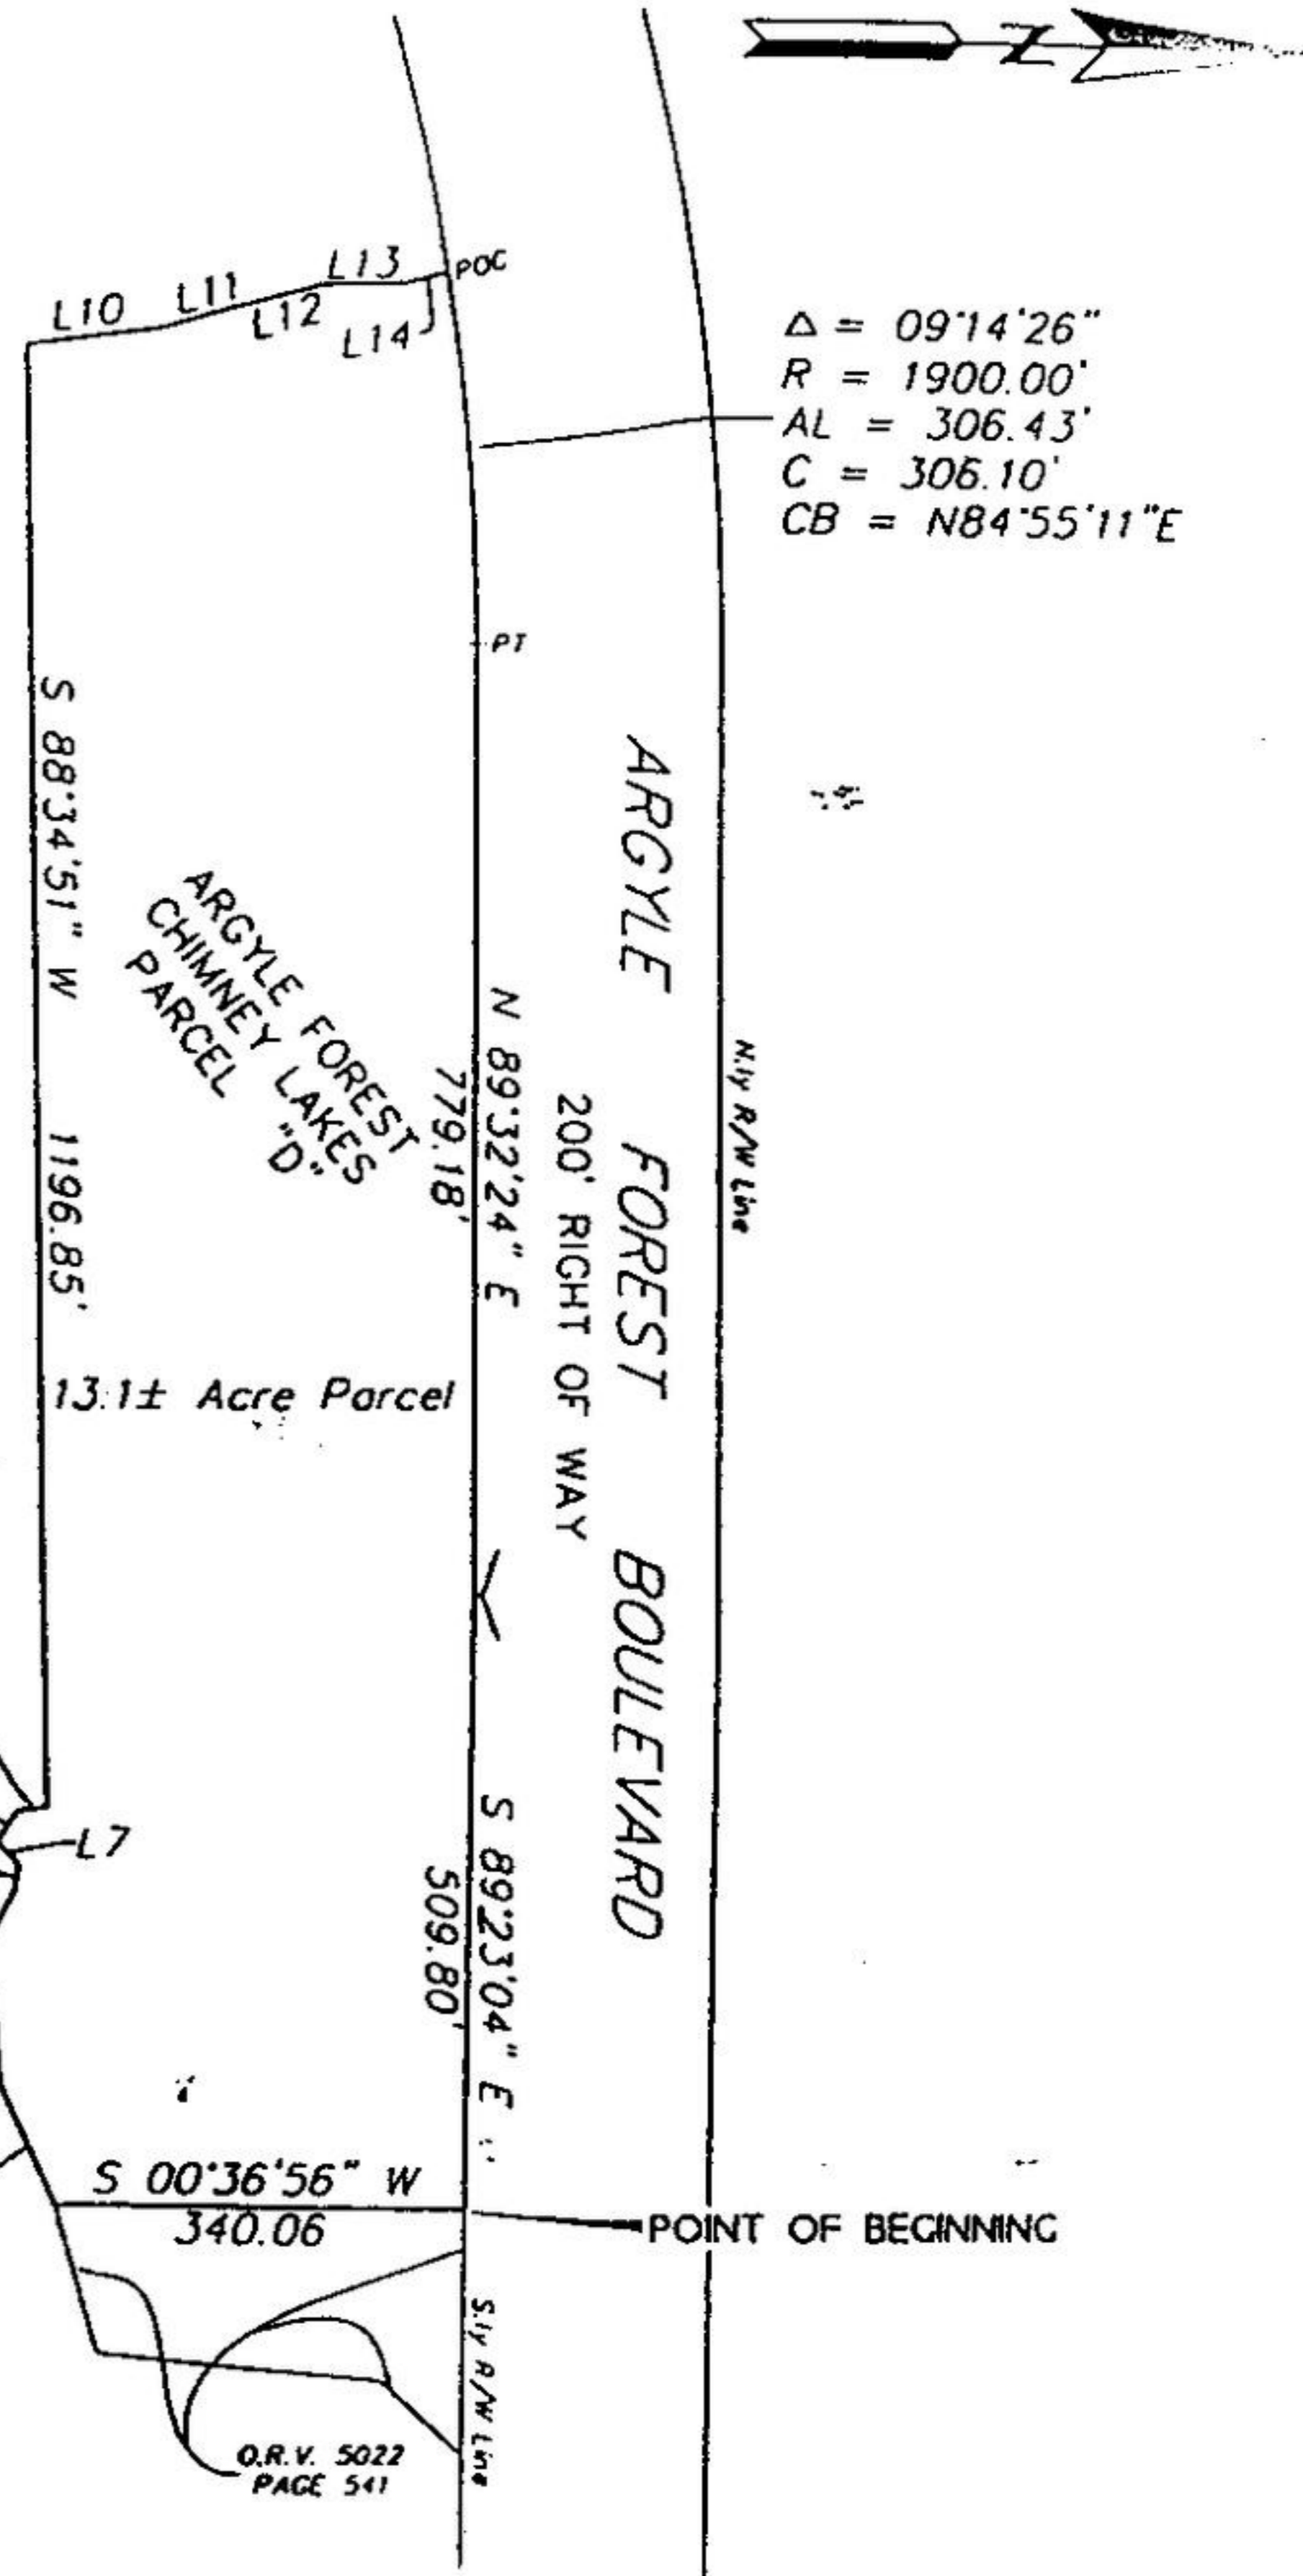 N
L13
POC
L10
L11
L12
L14
Δ = 09°14'26"
R = 1900.00'
AL = 306.43'
C = 306.10'
CB = N84°55'11"E
PT
S 88°34'51" W 1196.85'
ARGYLE FOREST
CHIMNEY LAKES
PARCEL "D"
N 89°32'24" E
779.18'
ARGYLE FOREST BOULEVARD
200' RIGHT OF WAY
N.ly R/W Line
13.1± Acre Parcel
L7
S 89°23'04" E
509.80'
S 00°36'56" W
340.06
POINT OF BEGINNING
S.ly R/W Line
O.R.V. 5022
PAGE 541